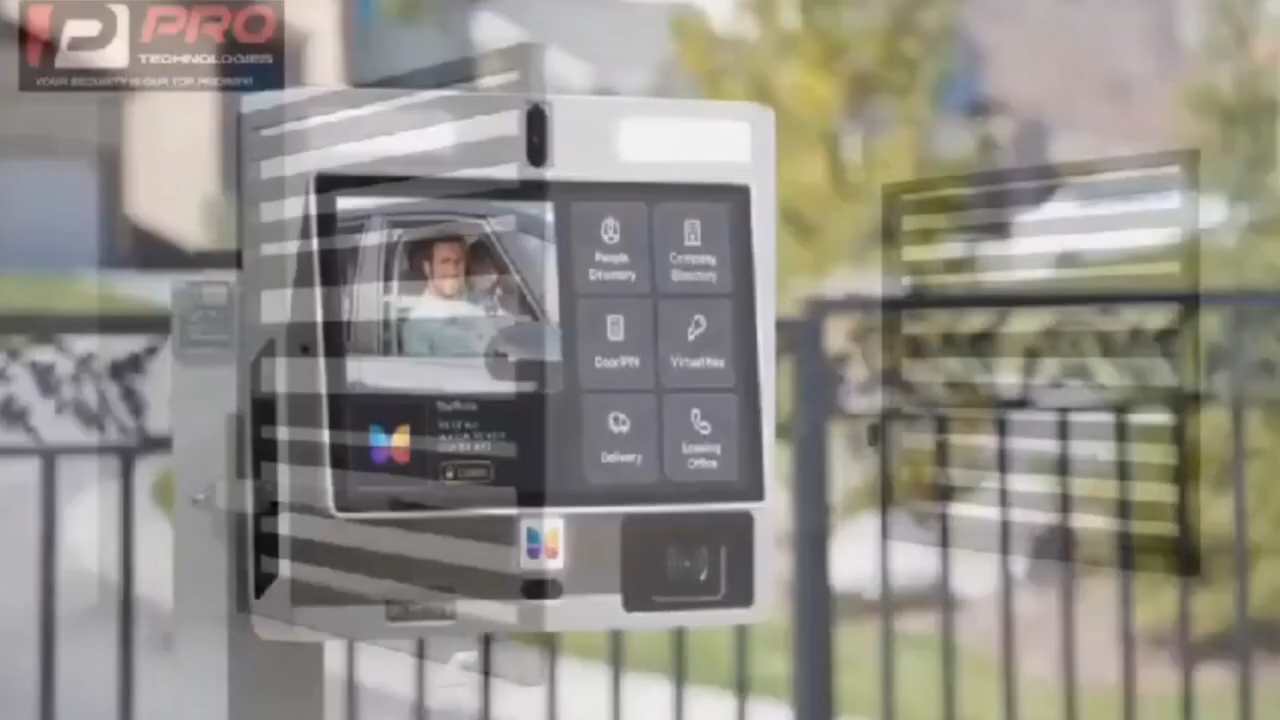 PRO
TECHNOLOGIES
YOUR SECURITY IS OUR TOP PRIORITY!
People
Directory
Company
Directory
Door PIN
Virtual Key
Delivery
Leasing
Office